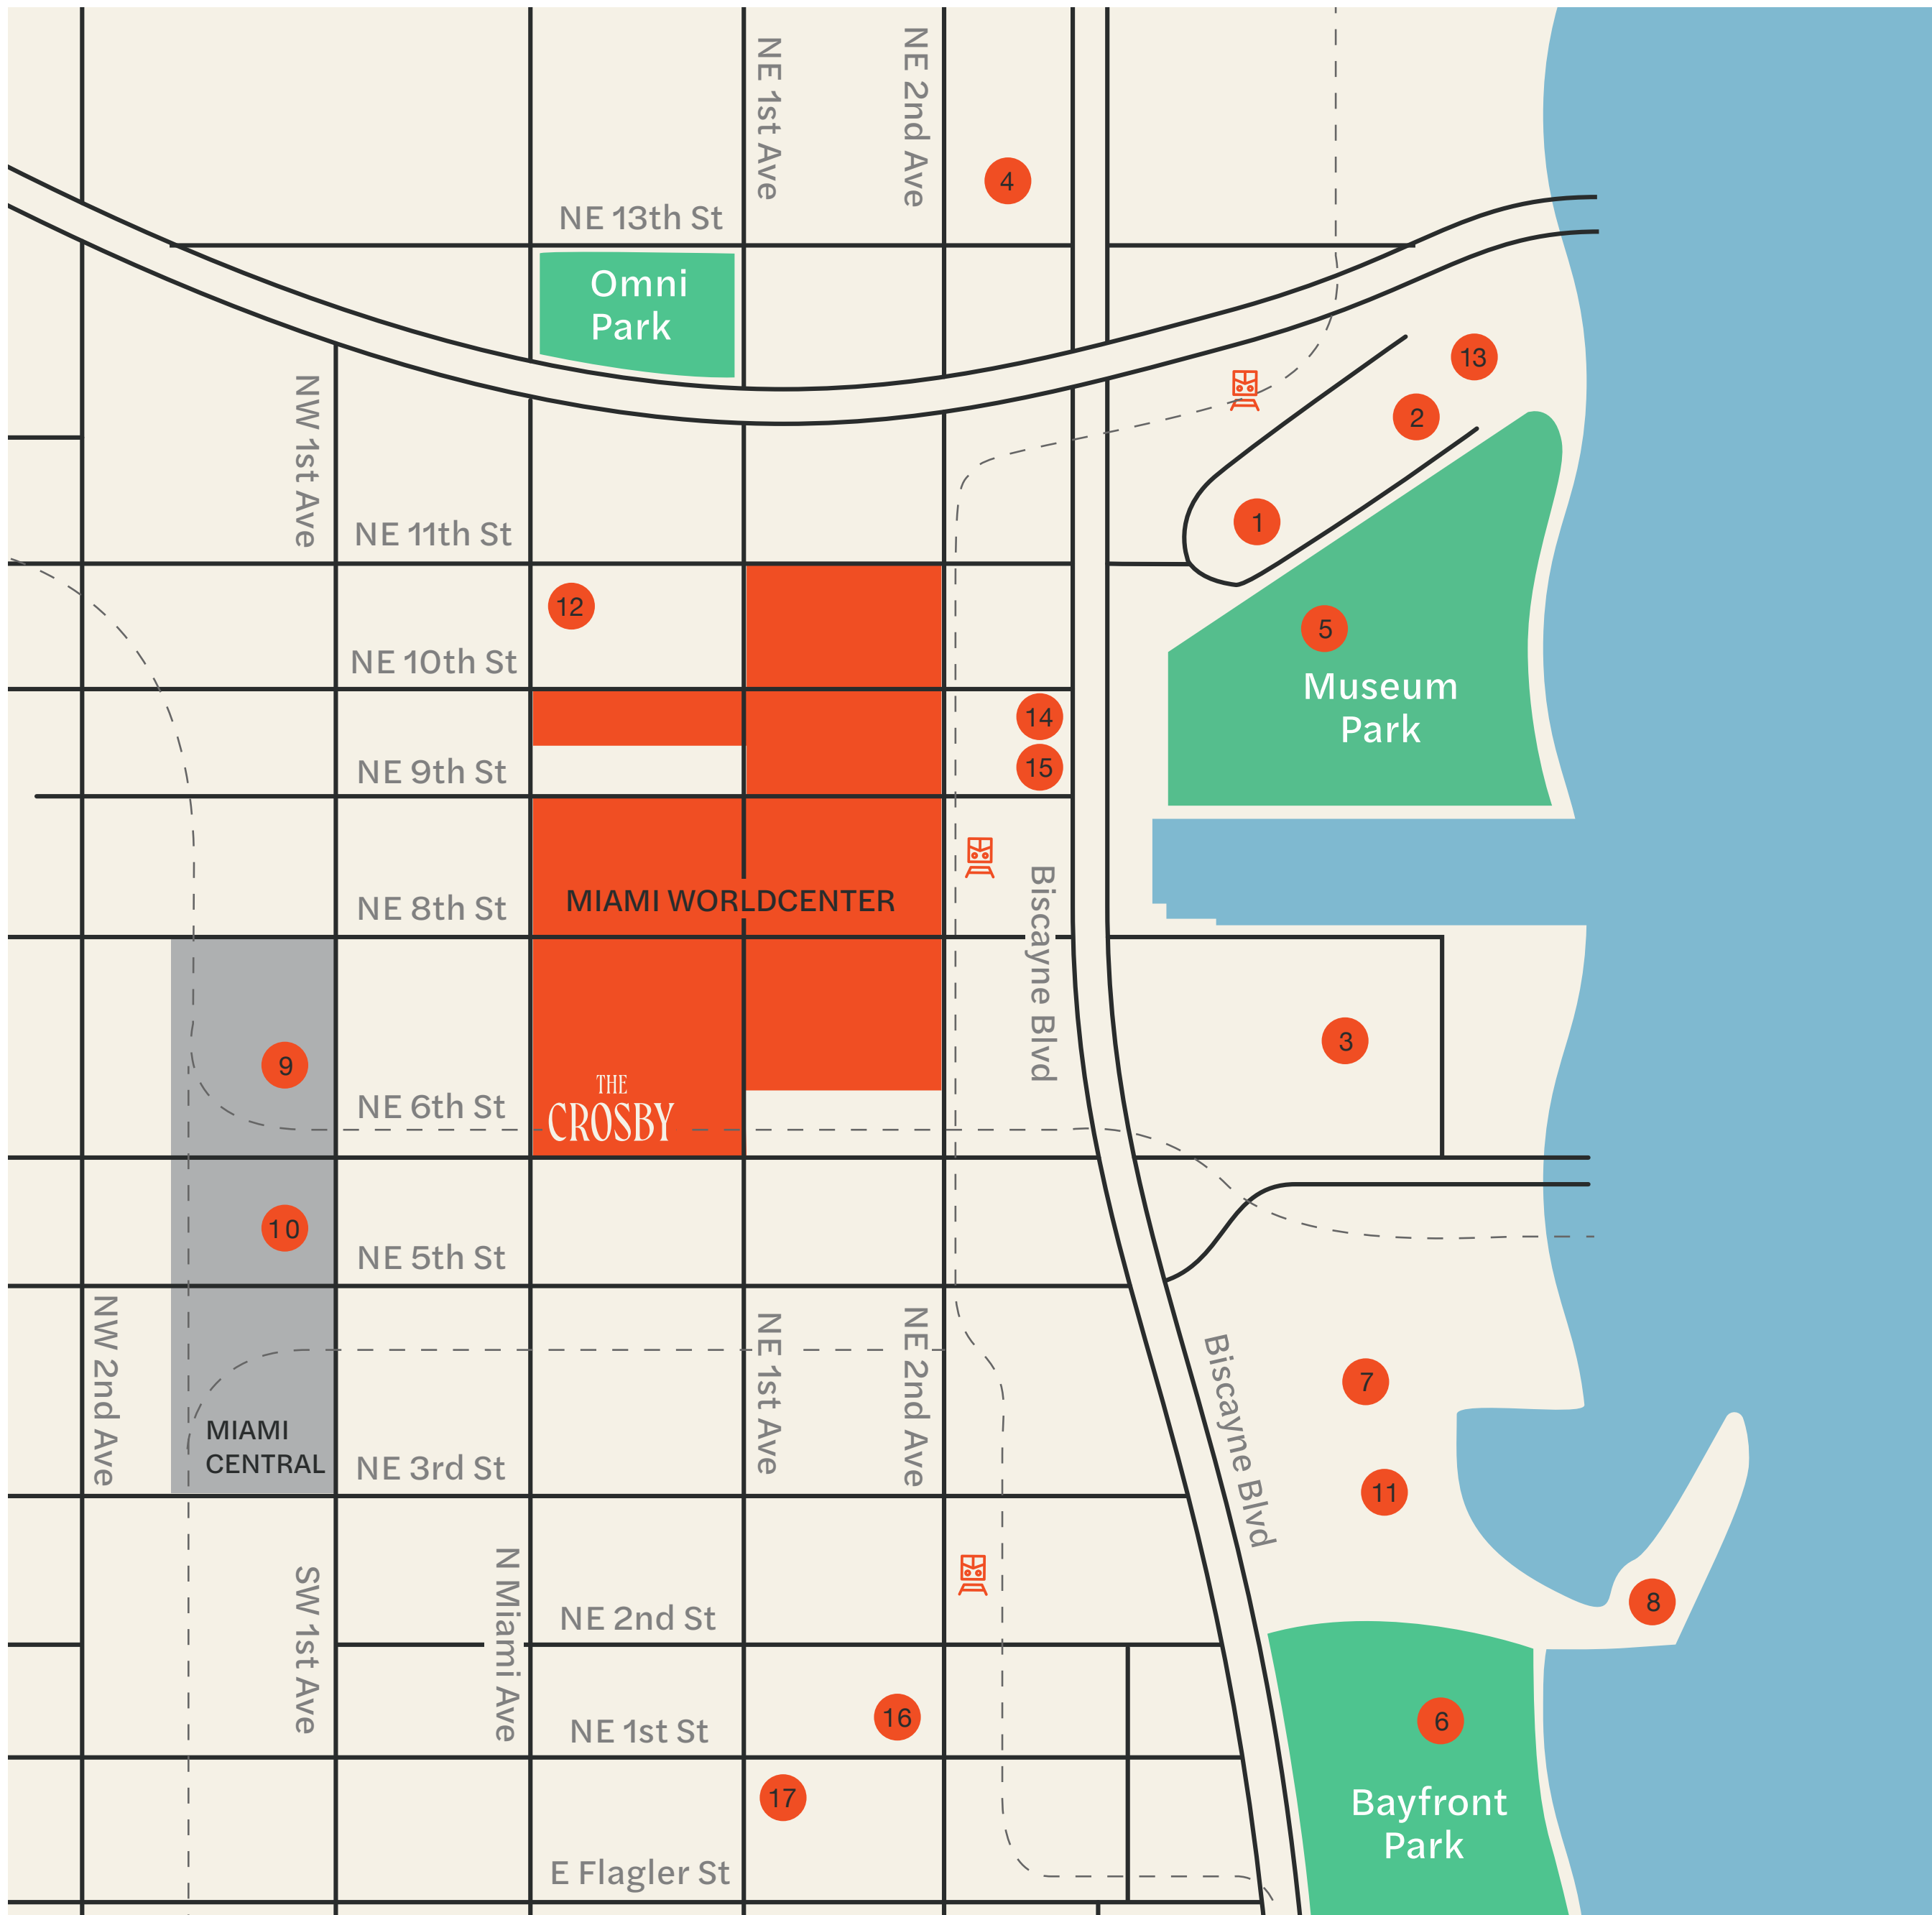 NE 1st Ave
NE 2nd Ave
4
NE 13th St
Omni
Park
13
NW 1st Ave
2
1
NE 11th St
12
5
NE 10th St
Museum
Park
14
15
NE 9th St
Biscayne Blvd
MIAMI WORLDCENTER
NE 8th St
3
9
THE
CROSBY
NE 6th St
10
NE 5th St
NW 2nd Ave
NE 1st Ave
NE 2nd Ave
Biscayne Blvd
7
MIAMI
CENTRAL
NE 3rd St
11
SW 1st Ave
N Miami Ave
8
NE 2nd St
16
NE 1st St
6
17
Bayfront
Park
E Flagler St